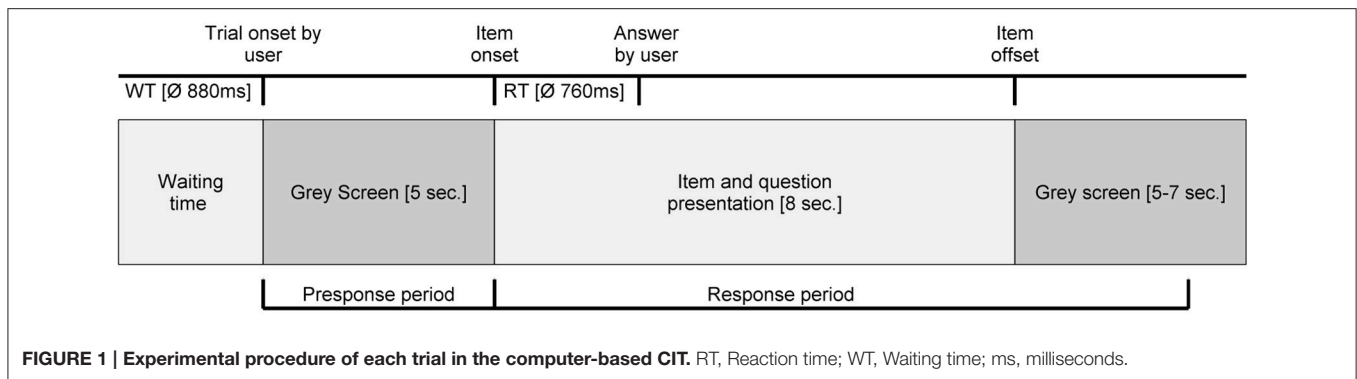 Trial onset by
user
Item
onset
Answer
by user
Item
offset
WT [Ø 880ms]
RT [Ø 760ms]
Waiting
time
Grey Screen [5 sec.]
Item and question
presentation [8 sec.]
Grey screen [5-7 sec.]
Presponse period
Response period
FIGURE 1 | Experimental procedure of each trial in the computer-based CIT. RT, Reaction time; WT, Waiting time; ms, milliseconds.